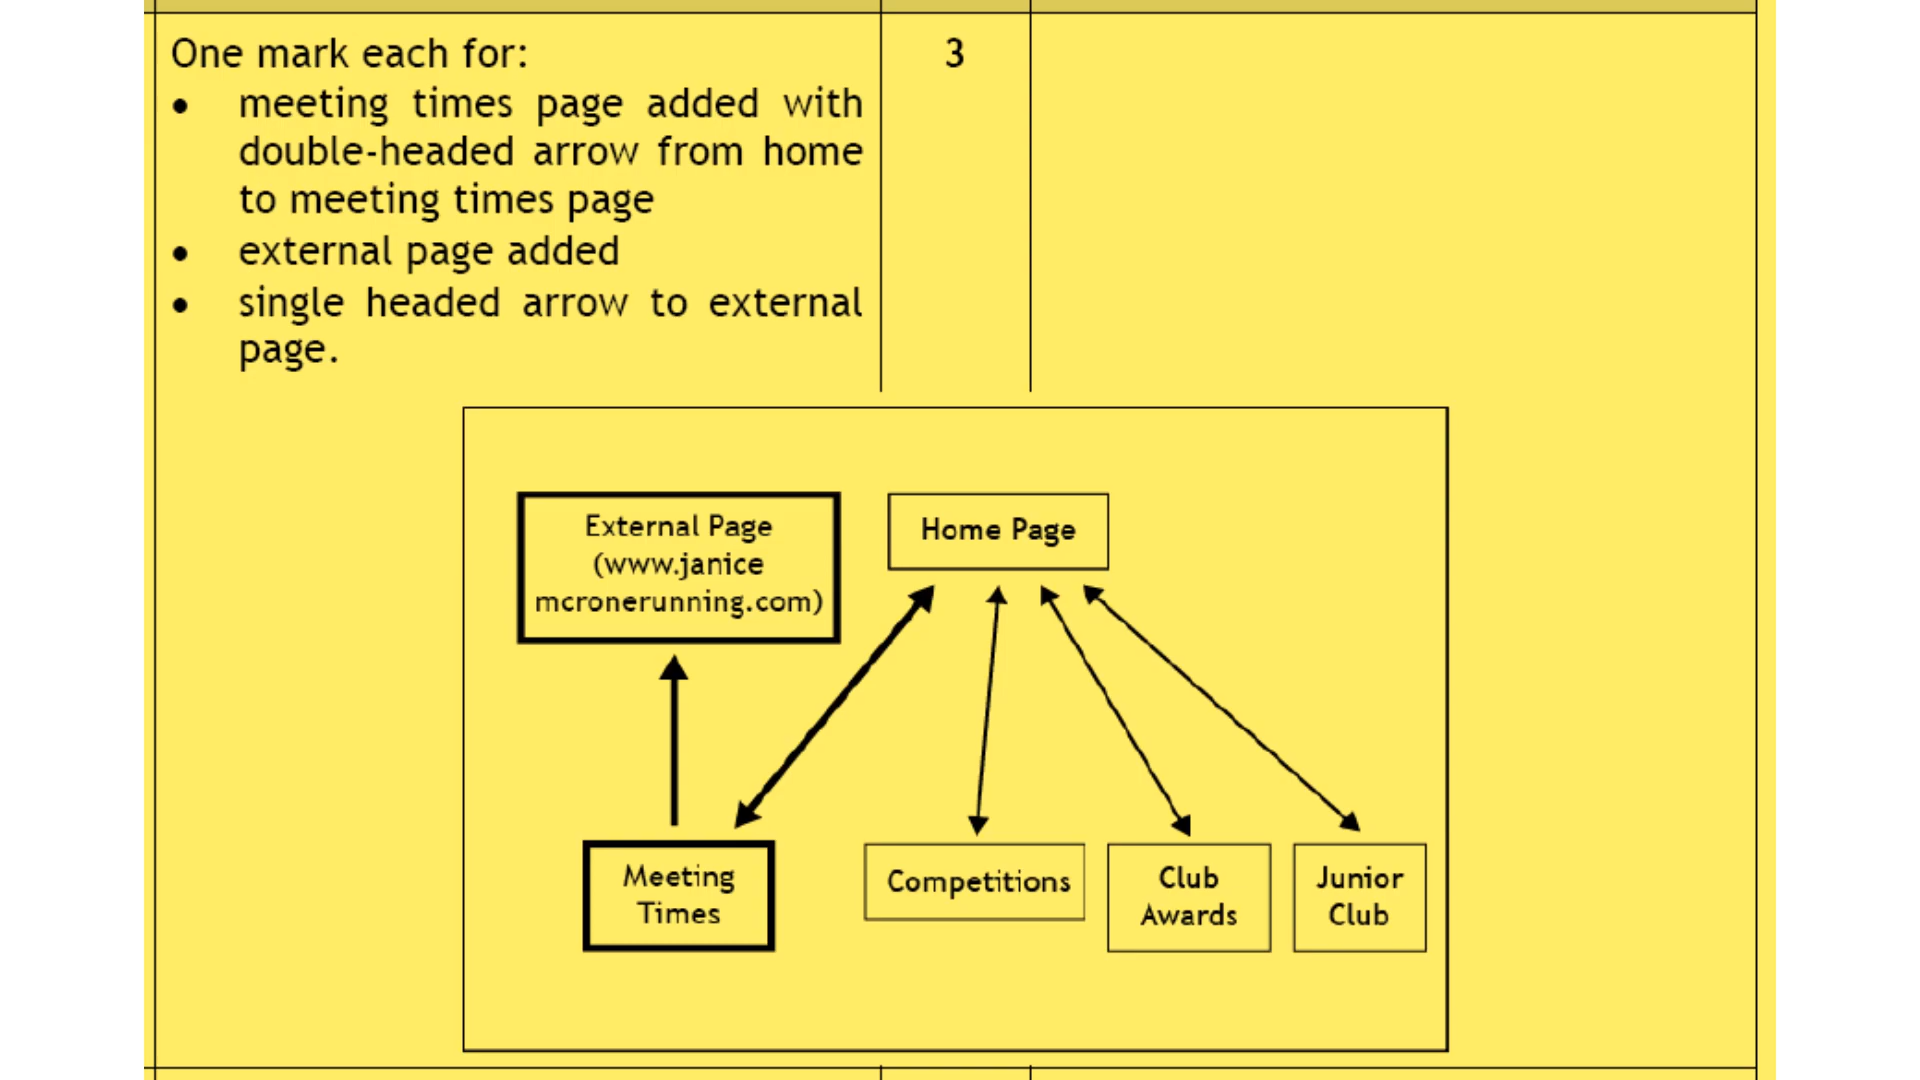 One mark each for:
3
• meeting times page added with
double-headed arrow from home
to meeting times page
• external page added
• single headed arrow to external
page.
External Page
(www.janice
mcronerunning.com)
Home Page
Meeting
Times
Competitions
Club
Awards
Junior
Club